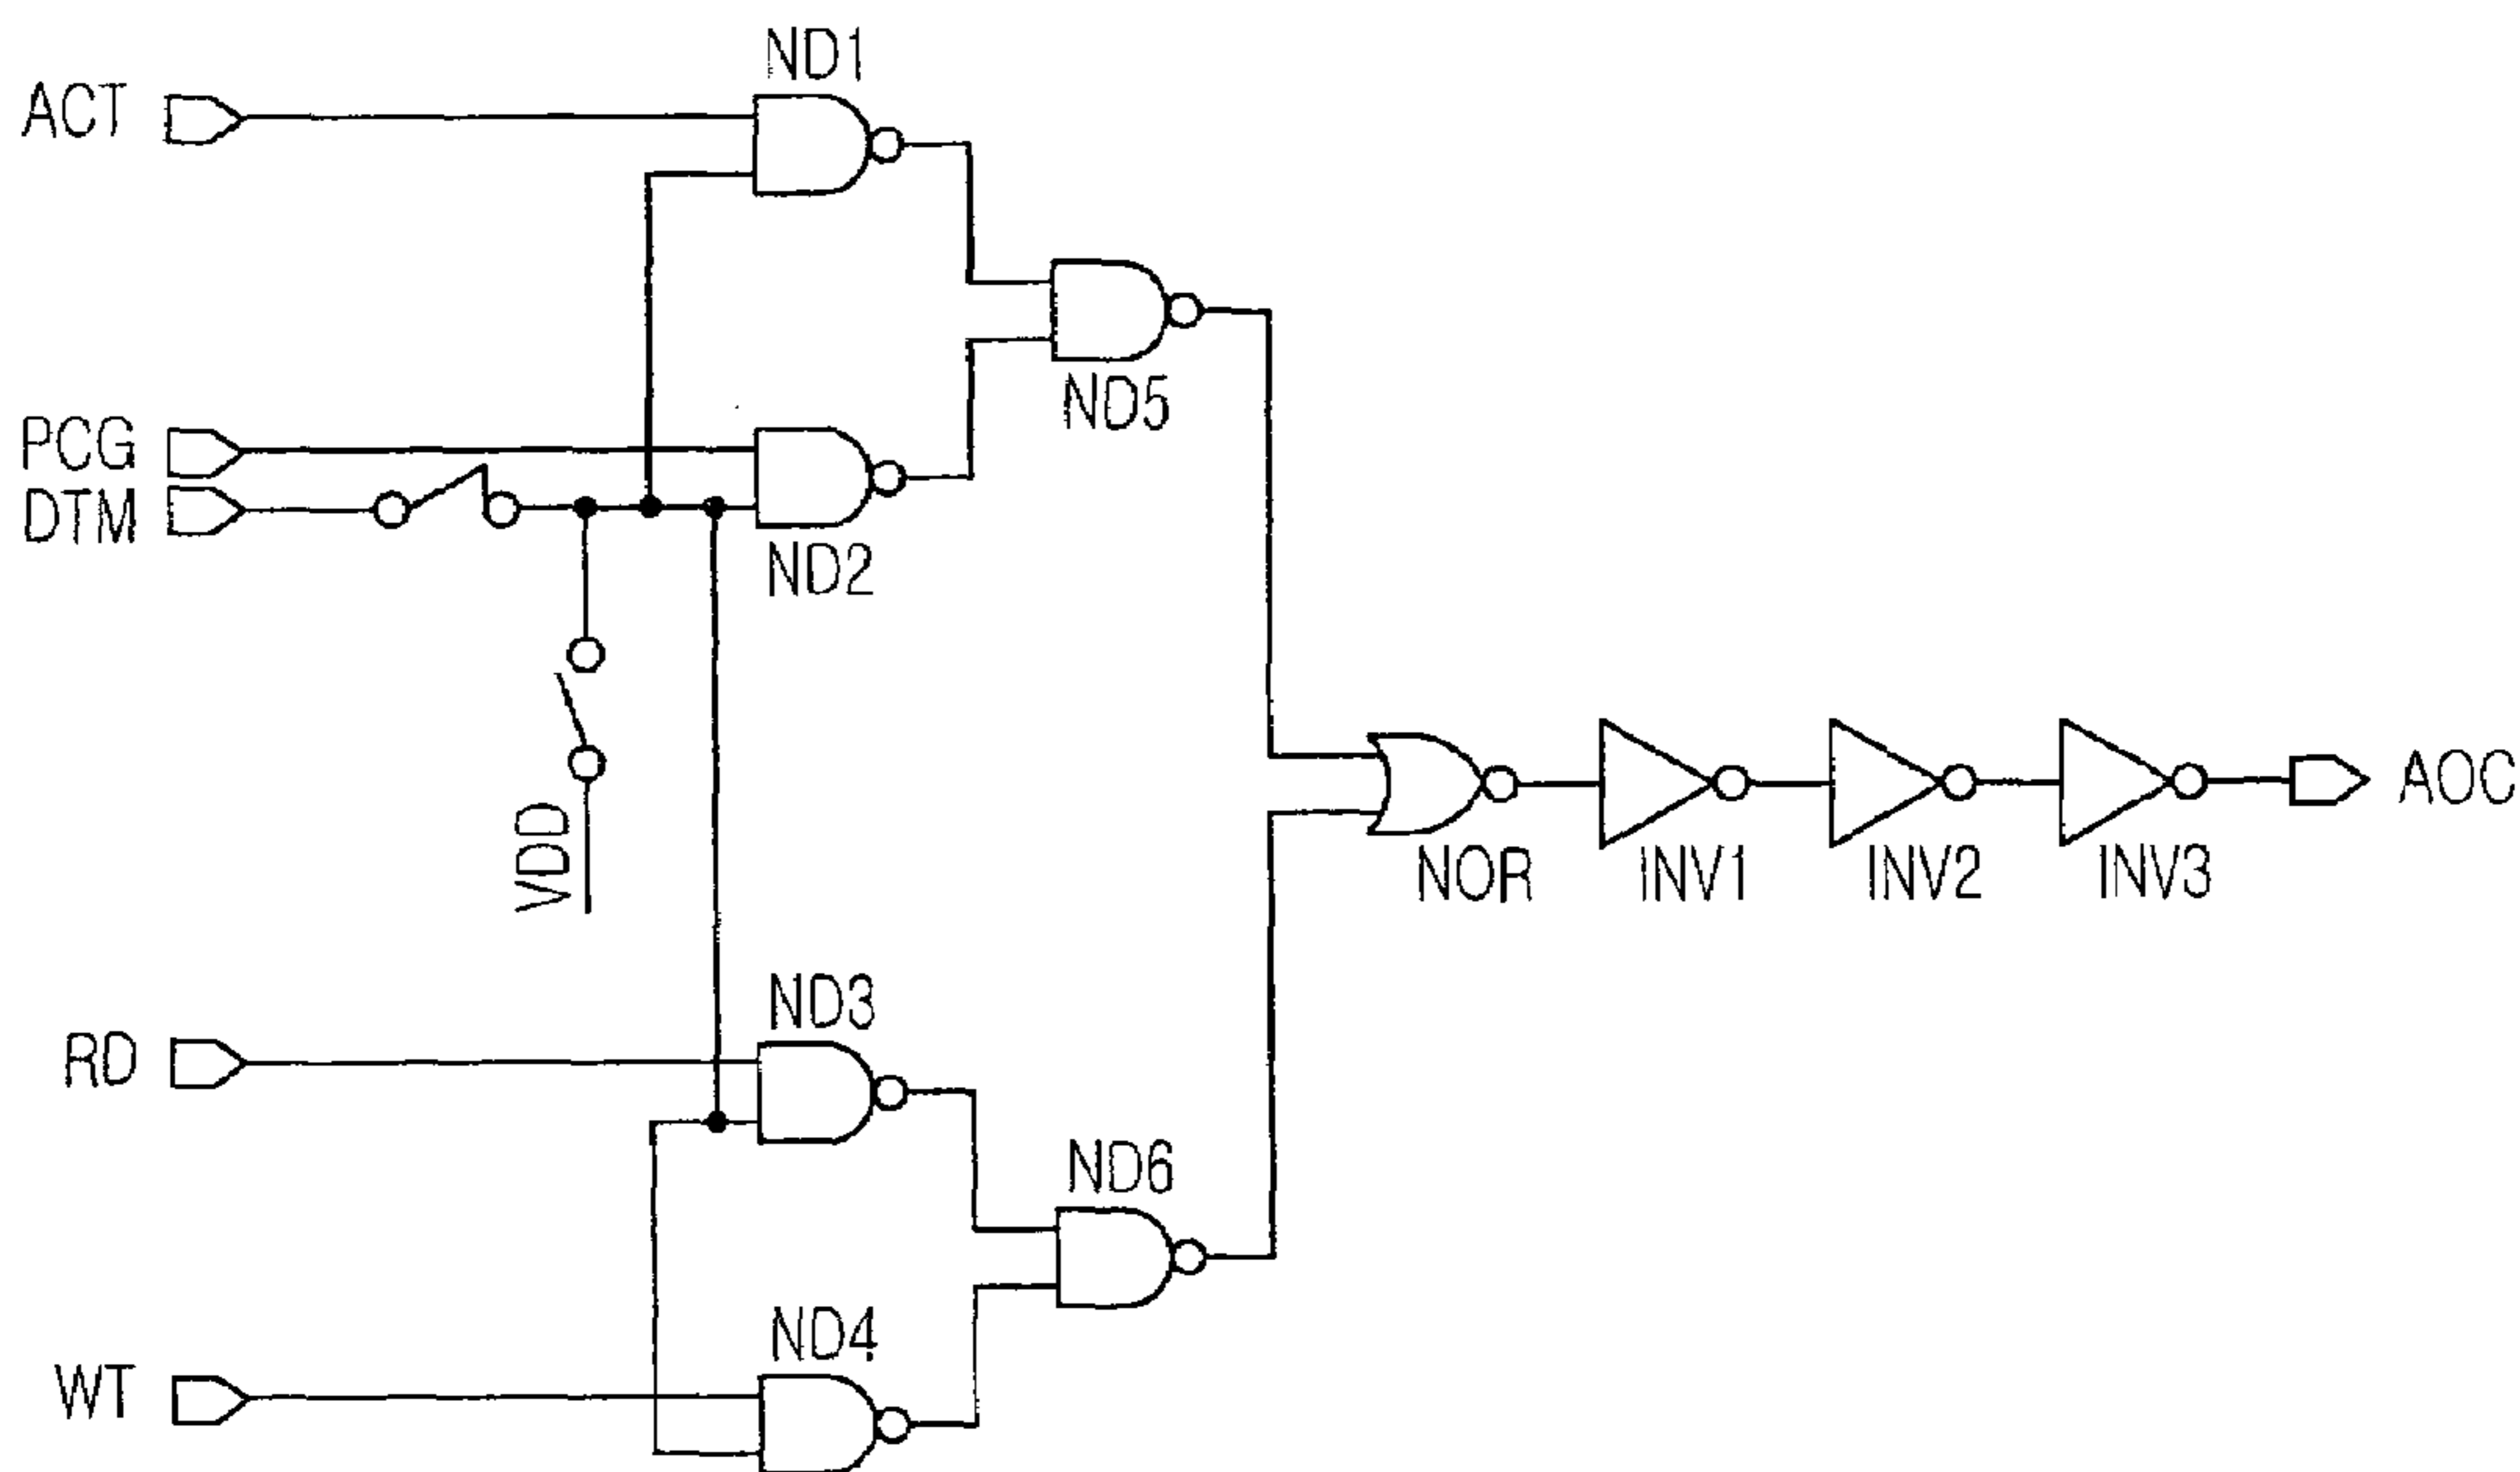 ND1
ACT
ND5
PCG
DTM
ND2
VDD
AOC
NOR
INV1
INV2
INV3
ND3
RD
ND6
ND4
WT